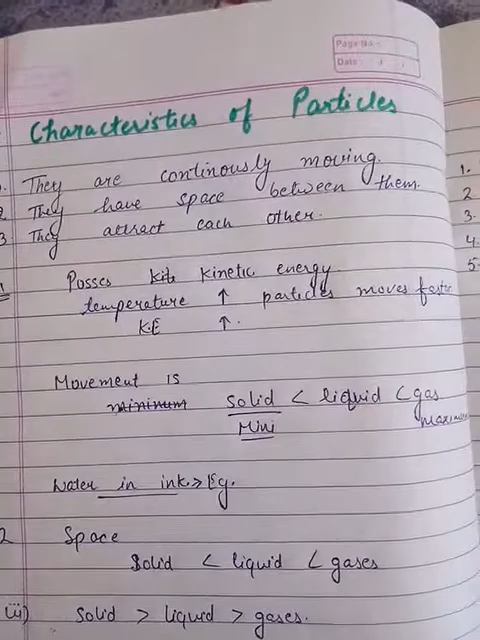 Page No.:
Date: / /
Characteristics of Particles
1. They are continously moving.
2 They have space between them.
3 They attract each other.
1 Posses kite kinetic energy
temperature ↑ particles moves faster
K.E ↑.
Movement is
minimum solid < liquid < gas
Mini
Water in ink > Eg.
2 Space
Solid < liquid < gases
iii) Solid > liquid > gases.
1.
2
3.
4.
5.